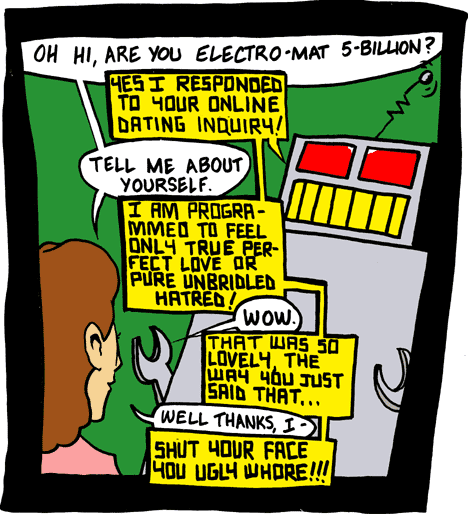 OH HI, ARE YOU ELECTRO-MAT 5-BILLION?
YES I RESPONDED
TO YOUR ONLINE
DATING INQUIRY!
TELL ME ABOUT
YOURSELF.
I AM PROGRA-
MMED TO FEEL
ONLY TRUE PER-
FECT LOVE OR
PURE UNBRIDLED
HATRED!
WOW.
THAT WAS SO
LOVELY, THE
WAY YOU JUST
SAID THAT...
WELL THANKS, I-
SHUT YOUR FACE
YOU UGLY WHORE!!!